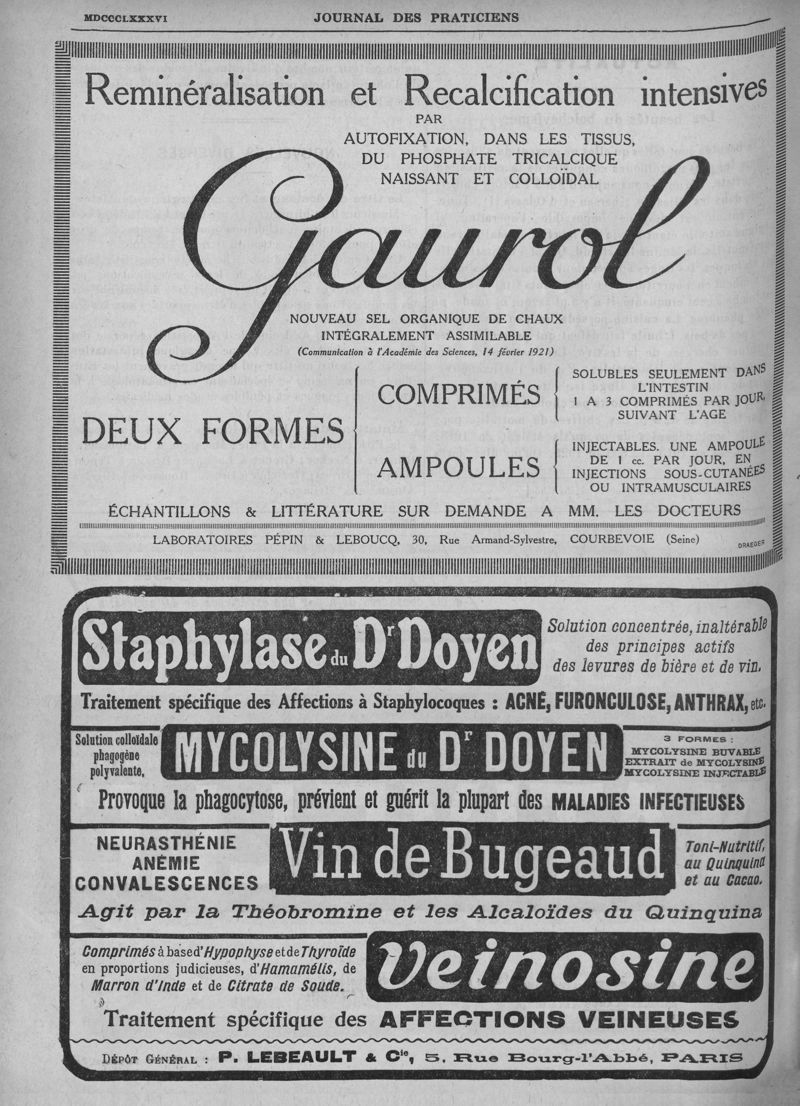 MDCCCLXXXVI JOURNAL DES PRATICIENS
Reminéralisation et Recalcification intensives
PAR
AUTOFIXATION, DANS LES TISSUS,
DU PHOSPHATE TRICALCIQUE
NAISSANT ET COLLOÏDAL
Gaurol
NOUVEAU SEL ORGANIQUE DE CHAUX
INTÉGRALEMENT ASSIMILABLE
(Communication à l'Académie des Sciences, 14 février 1921)
DEUX FORMES
COMPRIMÉS
SOLUBLES SEULEMENT DANS
L'INTESTIN
1 A 3 COMPRIMÉS PAR JOUR,
SUIVANT L'AGE
AMPOULES
INJECTABLES. UNE AMPOULE
DE 1 cc. PAR JOUR, EN
INJECTIONS SOUS-CUTANÉES
OU INTRAMUSCULAIRES
ÉCHANTILLONS & LITTÉRATURE SUR DEMANDE A MM. LES DOCTEURS
LABORATOIRES PÉPIN & LEBOUCQ, 30, Rue Armand-Sylvestre, COURBEVOIE (Seine)
DRAEGER
Staphylase du Dr Doyen
Solution concentrée, inaltérable
des principes actifs
des levures de bière et de vin.
Traitement spécifique des Affections à Staphylocoques : ACNÉ, FURONCULOSE, ANTHRAX, etc.
Solution colloïdale
phagogène
polyvalente.
MYCOLYSINE du Dr DOYEN
3 FORMES :
MYCOLYSINE BUVABLE
EXTRAIT de MYCOLYSINE
MYCOLYSINE INJECTABLE
Provoque la phagocytose, prévient et guérit la plupart des MALADIES INFECTIEUSES
NEURASTHÉNIE
ANÉMIE
CONVALESCENCES
Vin de Bugeaud
Toni-Nutritif,
au Quinquina
et au Cacao.
Agit par la Théobromine et les Alcaloïdes du Quinquina
Comprimés à base d'Hypophyse et de Thyroïde
en proportions judicieuses, d'Hamamélis, de
Marron d'Inde et de Citrate de Soude.
Veinosine
Traitement spécifique des AFFECTIONS VEINEUSES
DÉPÔT GÉNÉRAL : P. LEBEAULT & Cie, 5, Rue Bourg-l'Abbé, PARIS